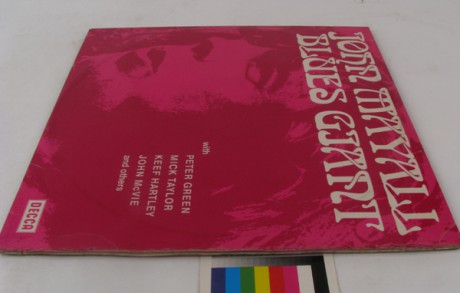 JOHN MAYALL
BLUES GIANT
with
PETER GREEN
MICK TAYLOR
KEEF HARTLEY
JOHN McVIE
and others
DECCA